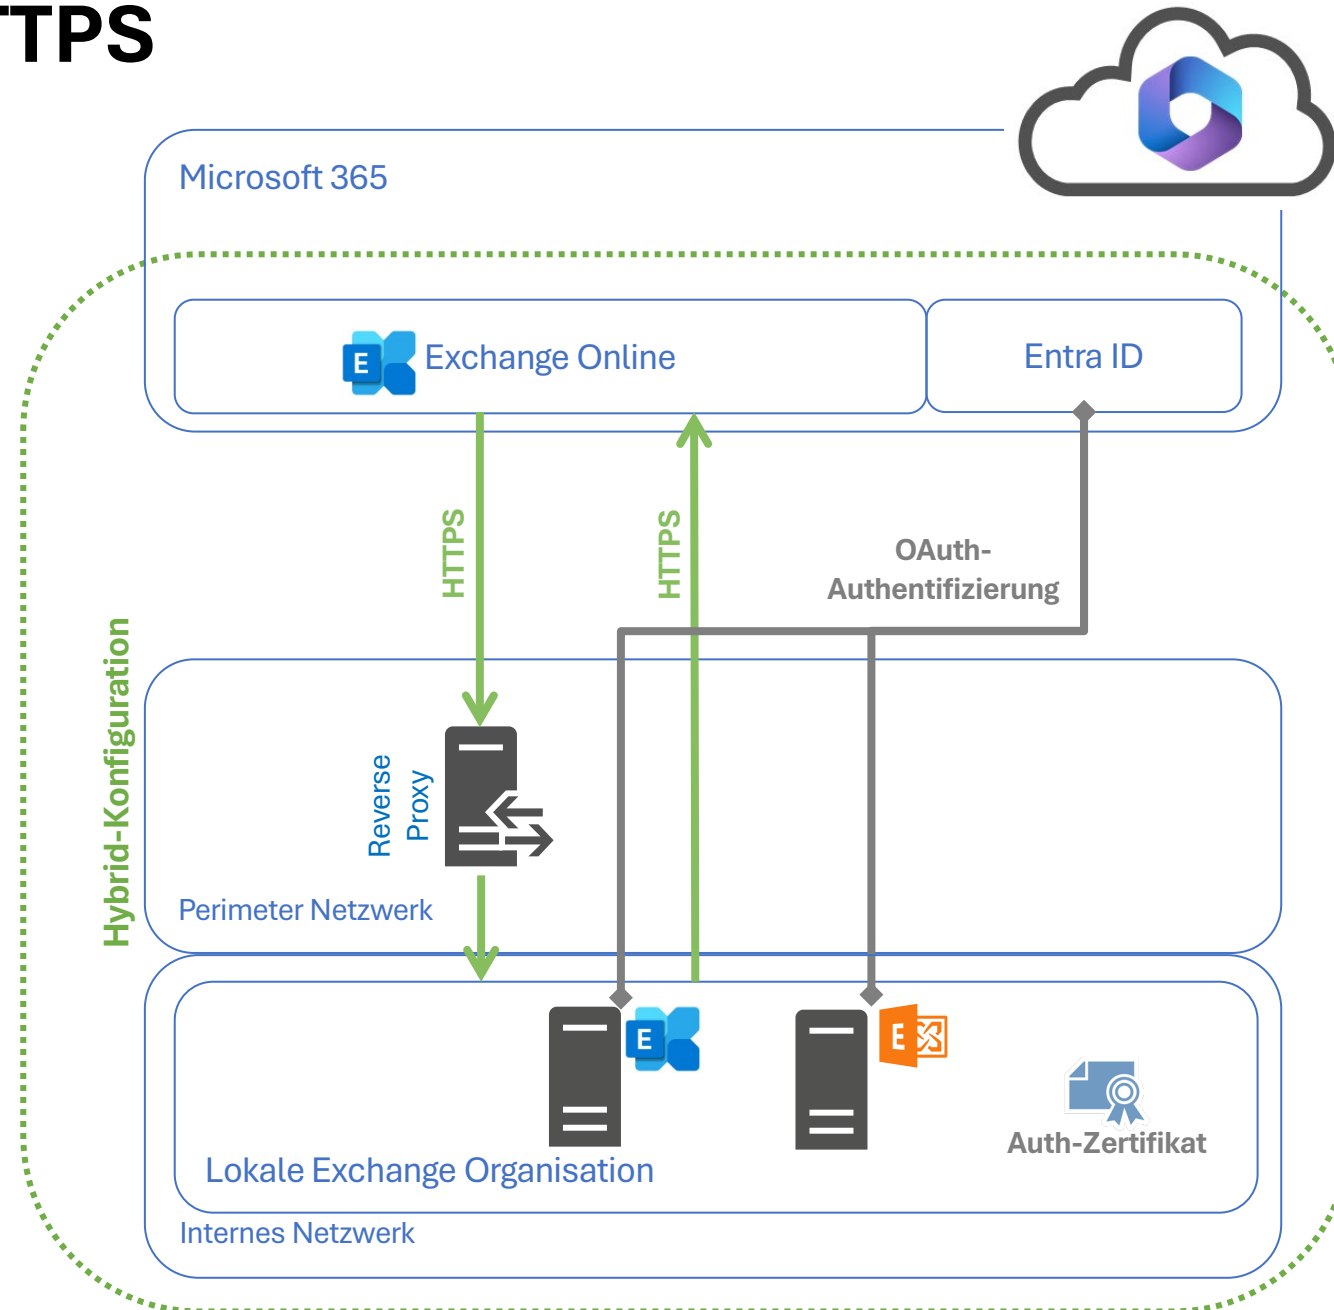 TTPS
Microsoft 365
E
Exchange Online
Entra ID
HTTPS
HTTPS
OAuth-
Authentifizierung
Hybrid-Konfiguration
Reverse
Proxy
Perimeter Netzwerk
E
E
Auth-Zertifikat
Lokale Exchange Organisation
Internes Netzwerk